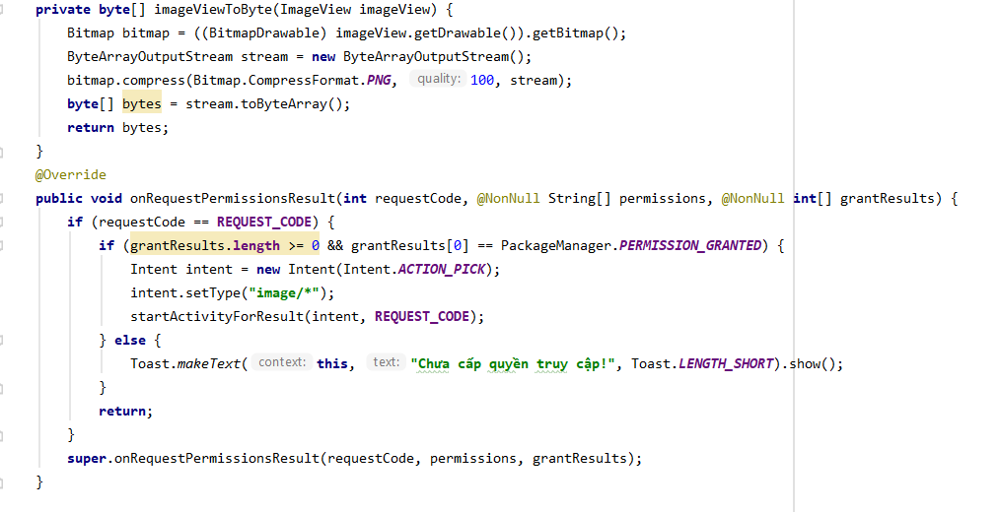 private byte[] imageViewToByte(ImageView imageView) {
Bitmap bitmap = ((BitmapDrawable) imageView.getDrawable()).getBitmap();
ByteArrayOutputStream stream = new ByteArrayOutputStream();
bitmap.compress(Bitmap.CompressFormat.PNG, quality: 100, stream);
byte[] bytes = stream.toByteArray();
return bytes;
}
@Override
public void onRequestPermissionsResult(int requestCode, @NonNull String[] permissions, @NonNull int[] grantResults) {
if (requestCode == REQUEST_CODE) {
if (grantResults.length >= 0 && grantResults[0] == PackageManager.PERMISSION_GRANTED) {
Intent intent = new Intent(Intent.ACTION_PICK);
intent.setType("image/*");
startActivityForResult(intent, REQUEST_CODE);
} else {
Toast.makeText( context: this, text: "Chưa cấp quyền truy cập!", Toast.LENGTH_SHORT).show();
}
return;
}
super.onRequestPermissionsResult(requestCode, permissions, grantResults);
}